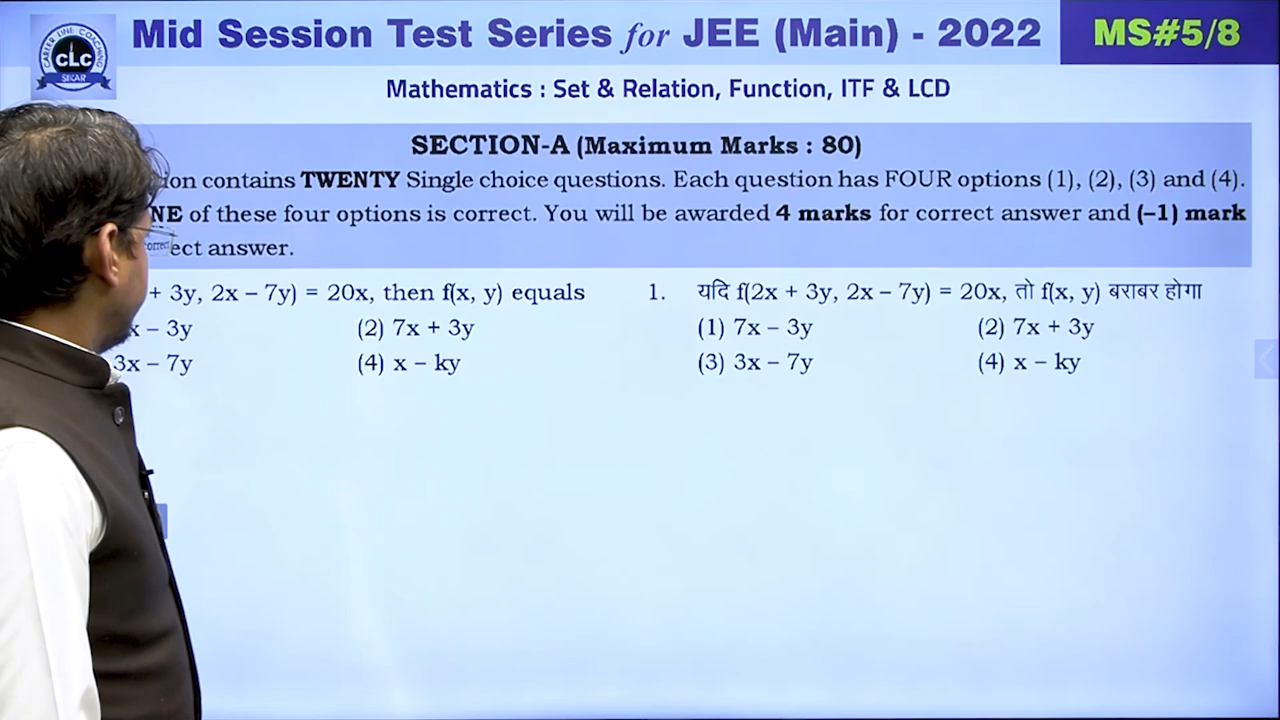 Mid Session Test Series for JEE (Main) - 2022
MS#5/8
CAREER LINE COACHING
CLC
SIKAR
Mathematics : Set & Relation, Function, ITF & LCD
SECTION-A (Maximum Marks : 80)
contains TWENTY Single choice questions. Each question has FOUR options (1), (2), (3) and (4).
of these four options is correct. You will be awarded 4 marks for correct answer and (–1) mark
correct
answer.
+ 3y, 2x – 7y) = 20x, then f(x, y) equals
x – 3y (2) 7x + 3y
3x – 7y (4) x – ky
1. यदि f(2x + 3y, 2x – 7y) = 20x, तो f(x, y) बराबर होगा
(1) 7x – 3y (2) 7x + 3y
(3) 3x – 7y (4) x – ky